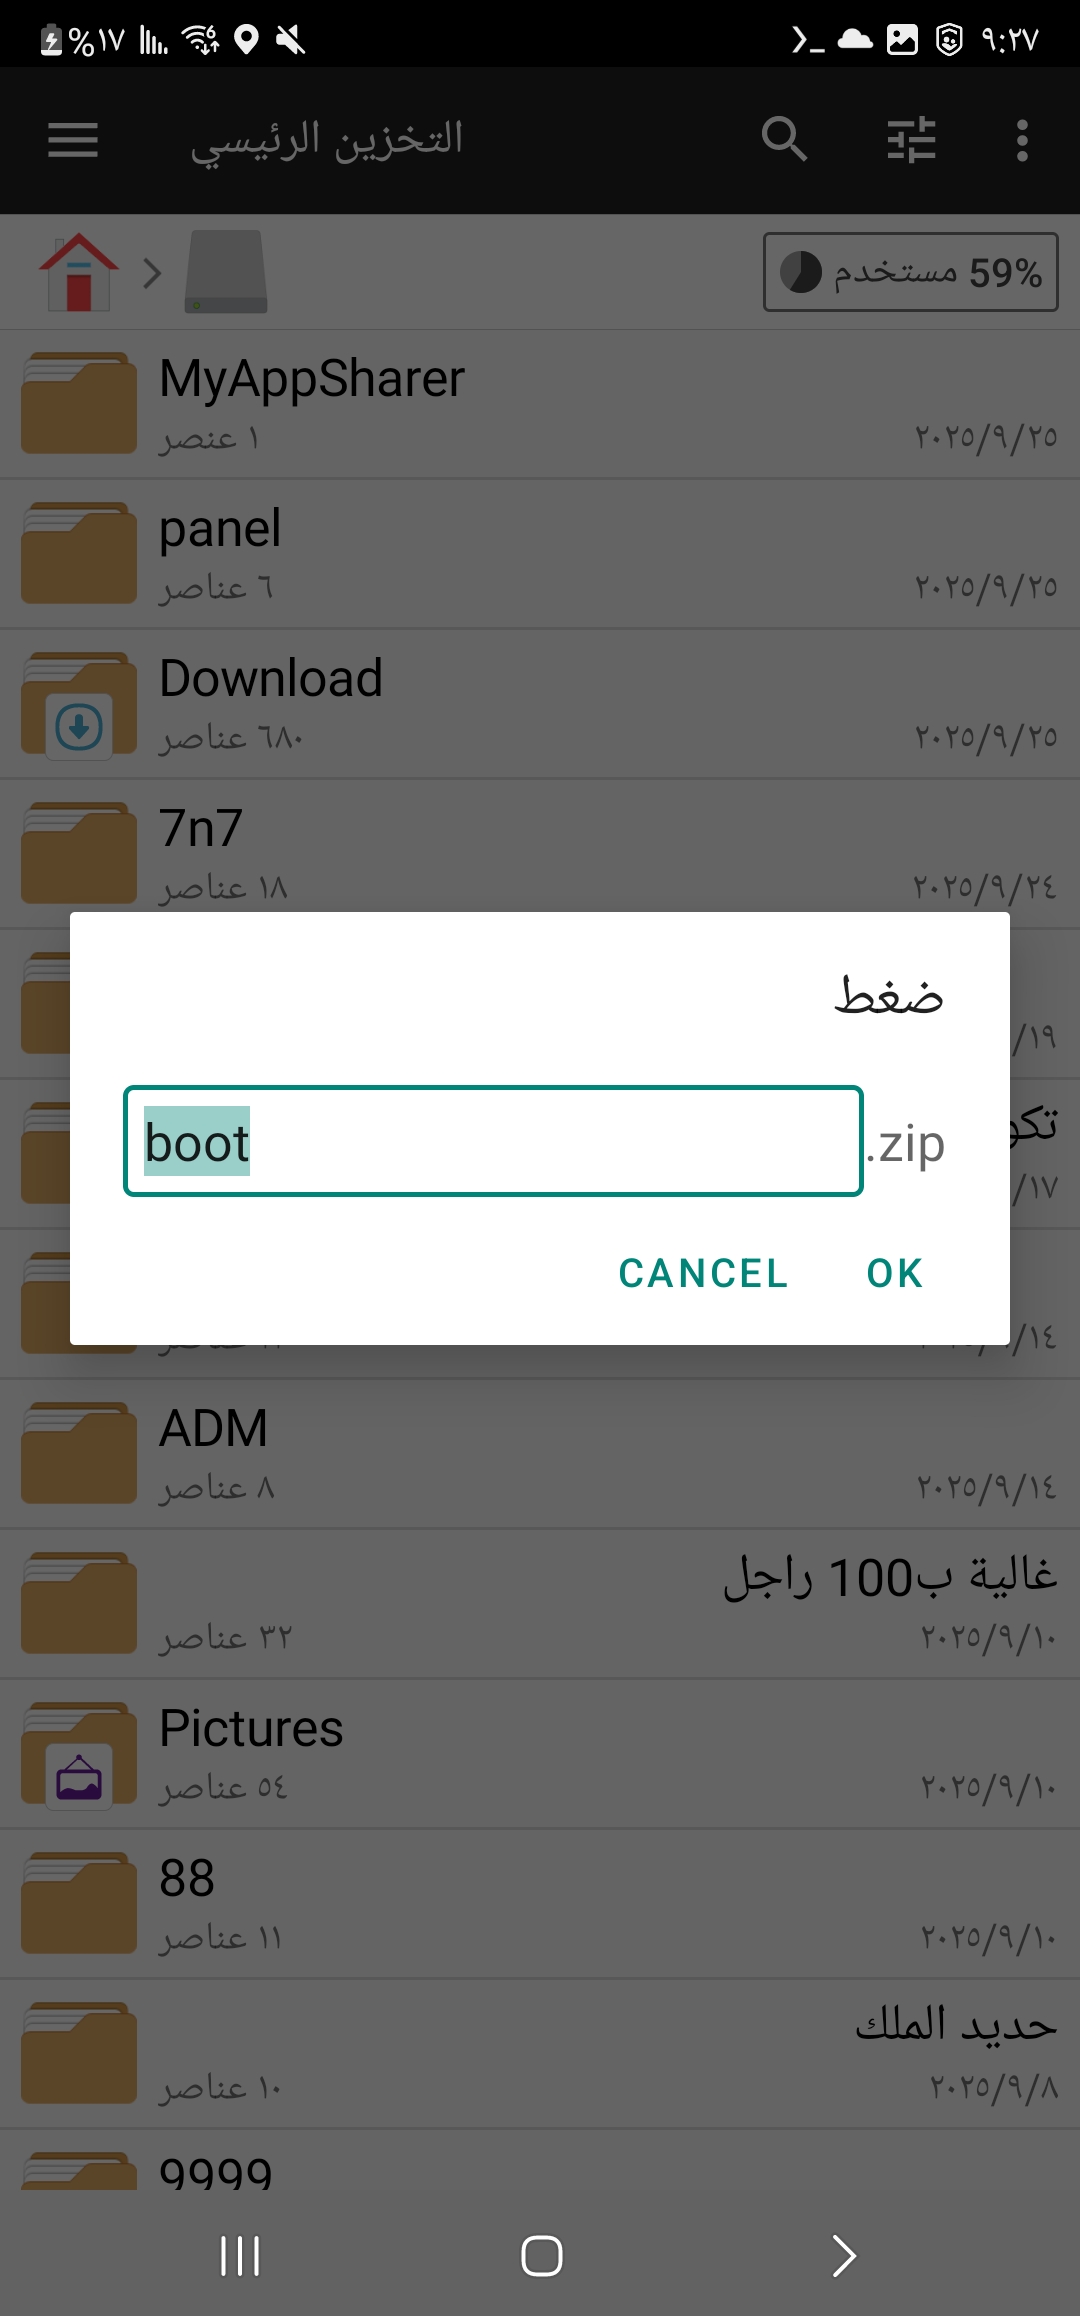 %١٧
٩:٢٧
التخزين الرئيسي
59% مستخدم
MyAppSharer
١ عنصر
٢٠٢٥/٩/٢٥
panel
٦ عناصر
٢٠٢٥/٩/٢٥
Download
٦٨٠ عناصر
٢٠٢٥/٩/٢٥
7n7
١٨ عناصر
٢٠٢٥/٩/٢٤
ضغط
/١٩
boot
.zip
/١٧
CANCEL
OK
/١٤
ADM
٨ عناصر
٢٠٢٥/٩/١٤
غالية ب100 راجل
٣٢ عناصر
٢٠٢٥/٩/١٠
Pictures
٥٤ عناصر
٢٠٢٥/٩/١٠
88
١١ عناصر
٢٠٢٥/٩/١٠
حديد الملك
١٠ عناصر
٢٠٢٥/٩/٨
9999